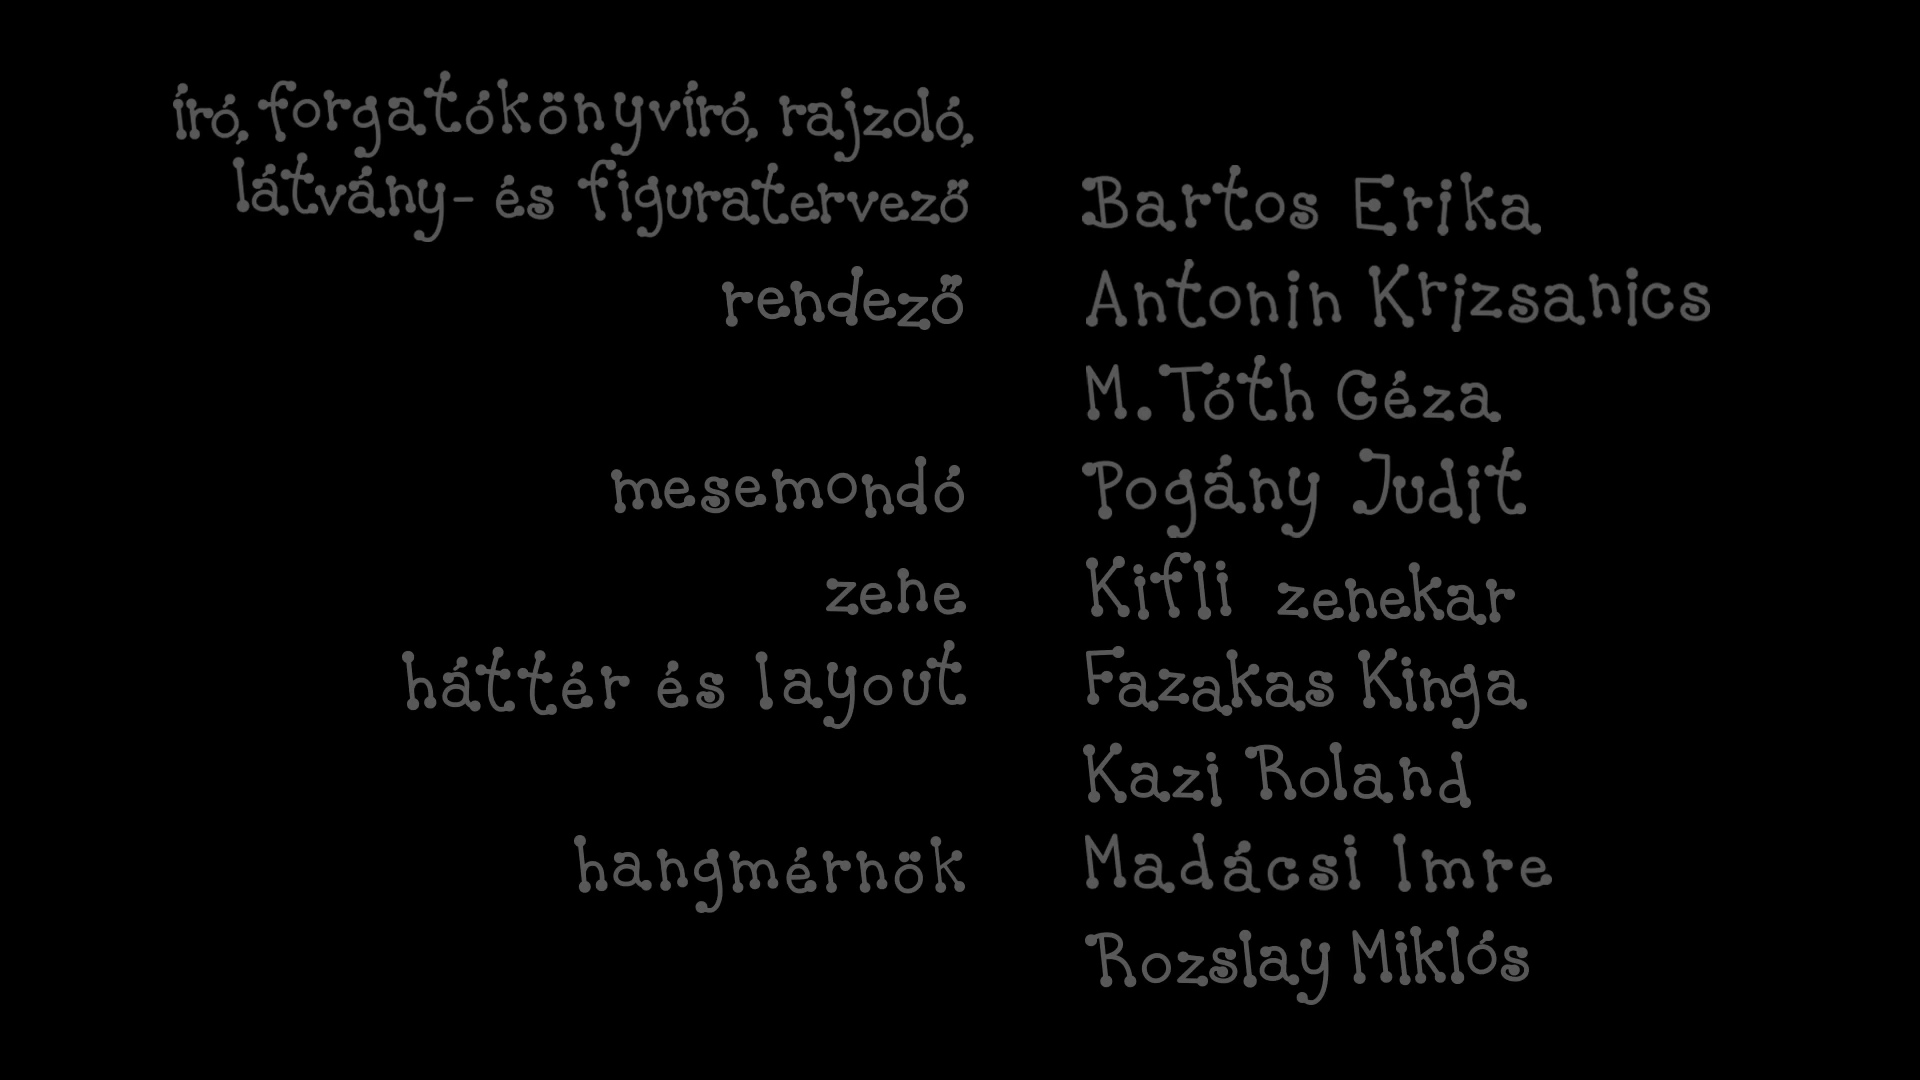 író, forgatókönyvíró, rajzoló,
látvány- és figuratervező Bartos Erika
rendező Antonin Krizsanics
M. Tóth Géza
mesemondó Pogány Judit
zene Kifli zenekar
háttér és layout Fazakas Kinga
Kazi Roland
hangmérnök Madácsi Imre
Rozslay Miklós